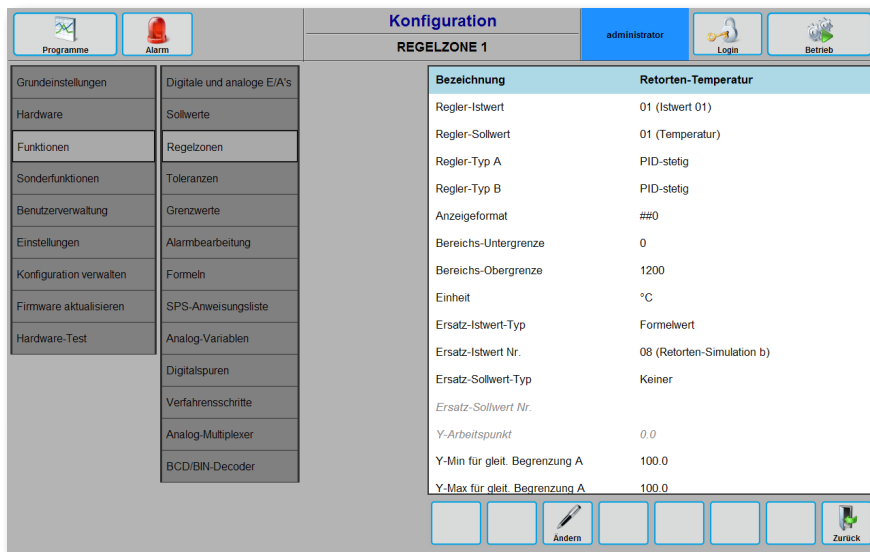 Konfiguration
REGELZONE 1
administrator
Programme
Alarm
Login
Betrieb
Grundeinstellungen
Hardware
Funktionen
Sonderfunktionen
Benutzerverwaltung
Einstellungen
Konfiguration verwalten
Firmware aktualisieren
Hardware-Test
Digitale und analoge E/A's
Sollwerte
Regelzonen
Toleranzen
Grenzwerte
Alarmbearbeitung
Formeln
SPS-Anweisungsliste
Analog-Variablen
Digitalspuren
Verfahrensschritte
Analog-Multiplexer
BCD/BIN-Decoder
Bezeichnung Retorten-Temperatur
Regler-Istwert 01 (Istwert 01)
Regler-Sollwert 01 (Temperatur)
Regler-Typ A PID-stetig
Regler-Typ B PID-stetig
Anzeigeformat ##0
Bereichs-Untergrenze 0
Bereichs-Obergrenze 1200
Einheit °C
Ersatz-Istwert-Typ Formelwert
Ersatz-Istwert Nr. 08 (Retorten-Simulation b)
Ersatz-Sollwert-Typ Keiner
Ersatz-Sollwert Nr.
Y-Arbeitspunkt 0.0
Y-Min für gleit. Begrenzung A 100.0
Y-Max für gleit. Begrenzung A 100.0
Ändern
Zurück